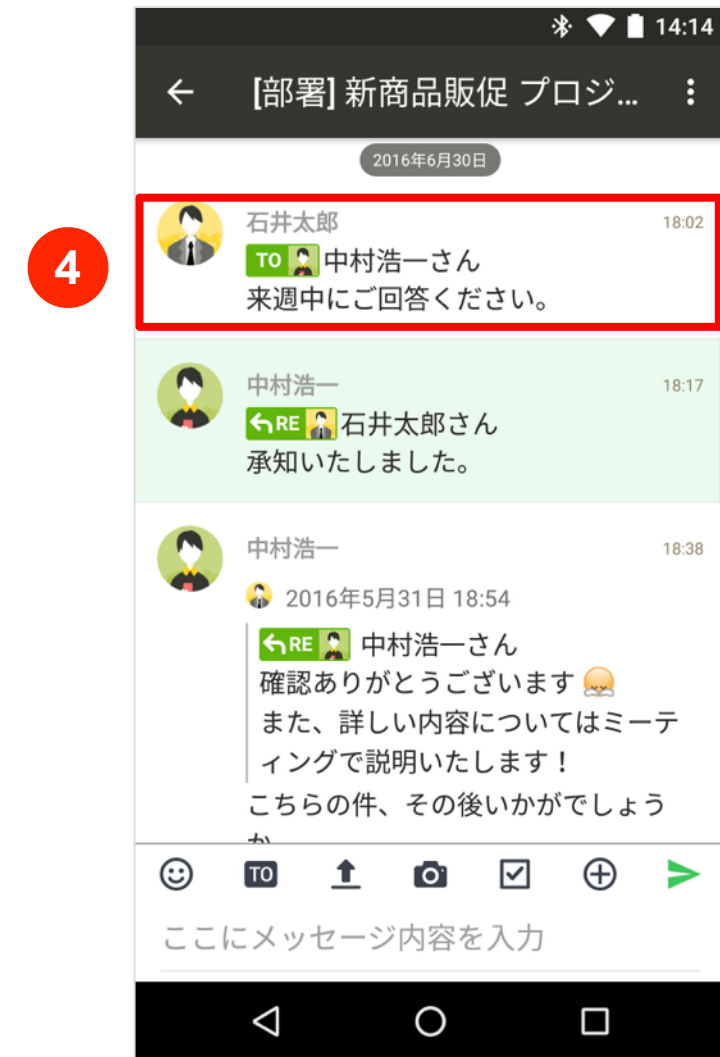 14:14
[部署] 新商品販促 プロジ...
2016年6月30日
4
石井太郎 18:02
TO 中村浩一さん
来週中にご回答ください。
中村浩一 18:17
RE 石井太郎さん
承知いたしました。
中村浩一 18:38
2016年5月31日 18:54
RE 中村浩一さん
確認ありがとうございます
また、詳しい内容についてはミーテ
ィングで説明いたします！
こちらの件、その後いかがでしょう
か
TO
ここにメッセージ内容を入力